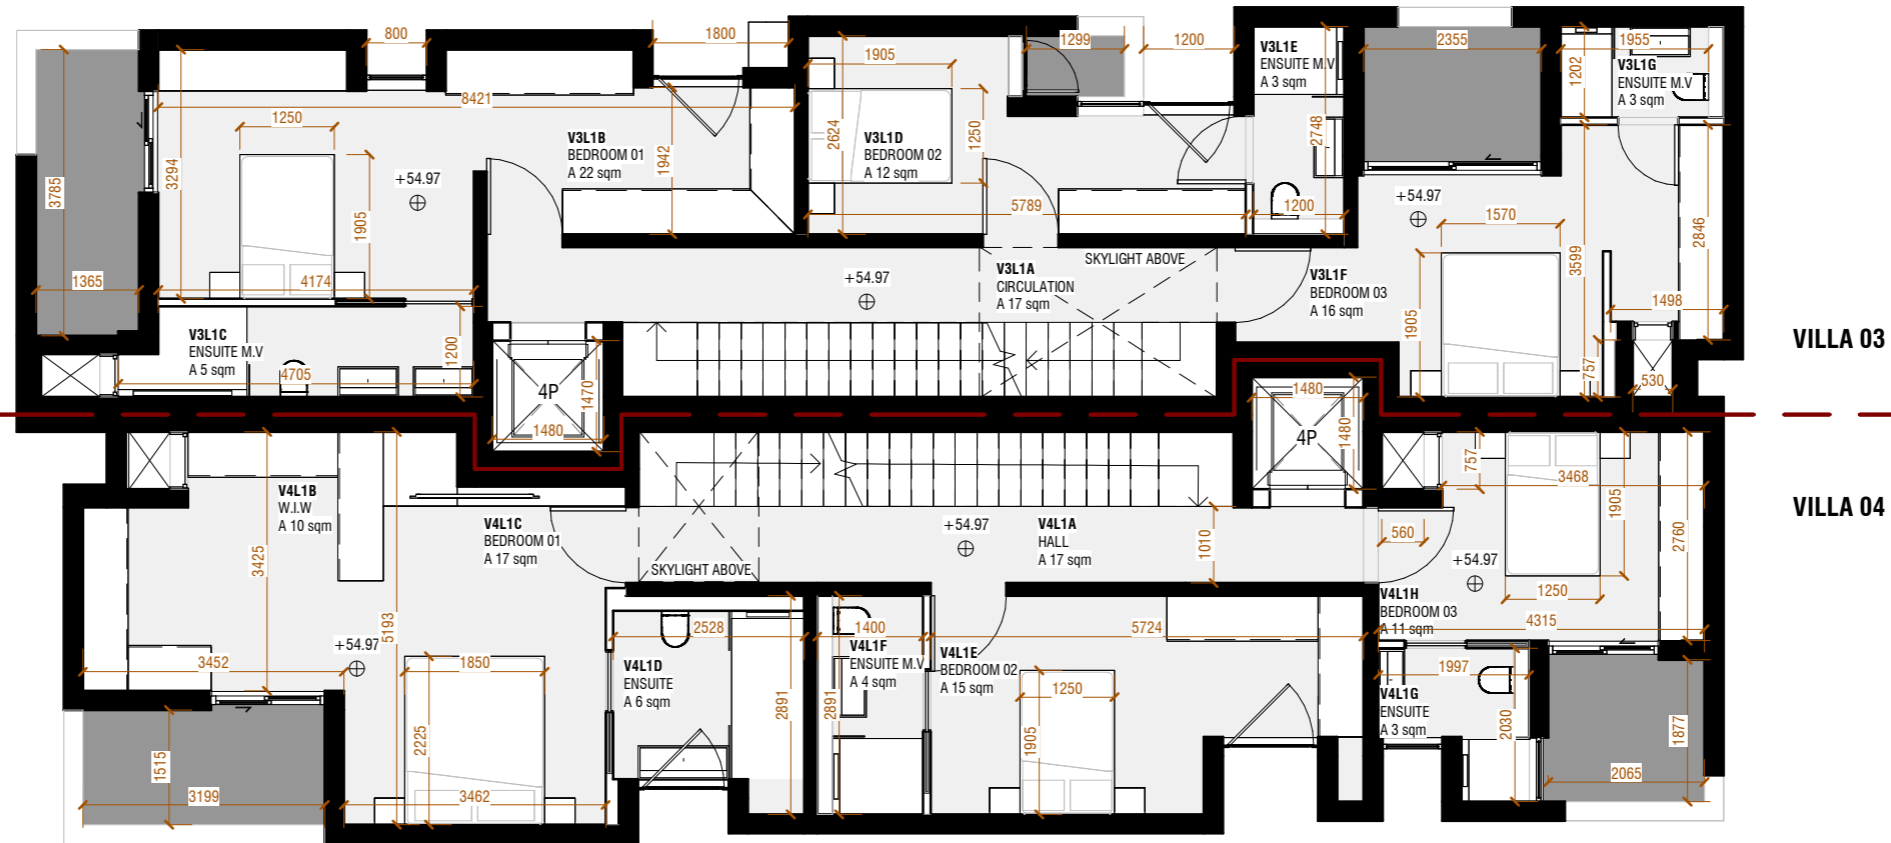 800
1800
1905
1299
1200
2355
1955
V3L1E
ENSUITE M.V
A 3 sqm
1202
V3L1G
ENSUITE M.V
A 3 sqm
8421
1250
V3L1B
BEDROOM 01
A 22 sqm
1942
2624
V3L1D
BEDROOM 02
A 12 sqm
1250
2748
3785
3294
+54.97
1905
5789
1200
+54.97
1570
3599
2846
1365
4174
+54.97
V3L1A
CIRCULATION
A 17 sqm
SKYLIGHT ABOVE
V3L1F
BEDROOM 03
A 16 sqm
1905
1498
VILLA 03
V3L1C
ENSUITE M.V
A 5 sqm
1200
4705
4P
1470
1480
757
530
1480
4P
1480
V4L1B
W.I.W
A 10 sqm
3425
V4L1C
BEDROOM 01
A 17 sqm
5193
SKYLIGHT ABOVE
+54.97
V4L1A
HALL
A 17 sqm
1010
560
757
3468
1905
2760
VILLA 04
+54.97
1250
V4L1H
BEDROOM 03
A 11 sqm
4315
+54.97
3452
1850
2528
V4L1D
ENSUITE
A 6 sqm
2891
2891
1400
V4L1F
ENSUITE M.V
A 4 sqm
V4L1E
BEDROOM 02
A 15 sqm
5724
1250
1905
1997
V4L1G
ENSUITE
A 3 sqm
2030
1877
2065
1515
3199
2225
3462